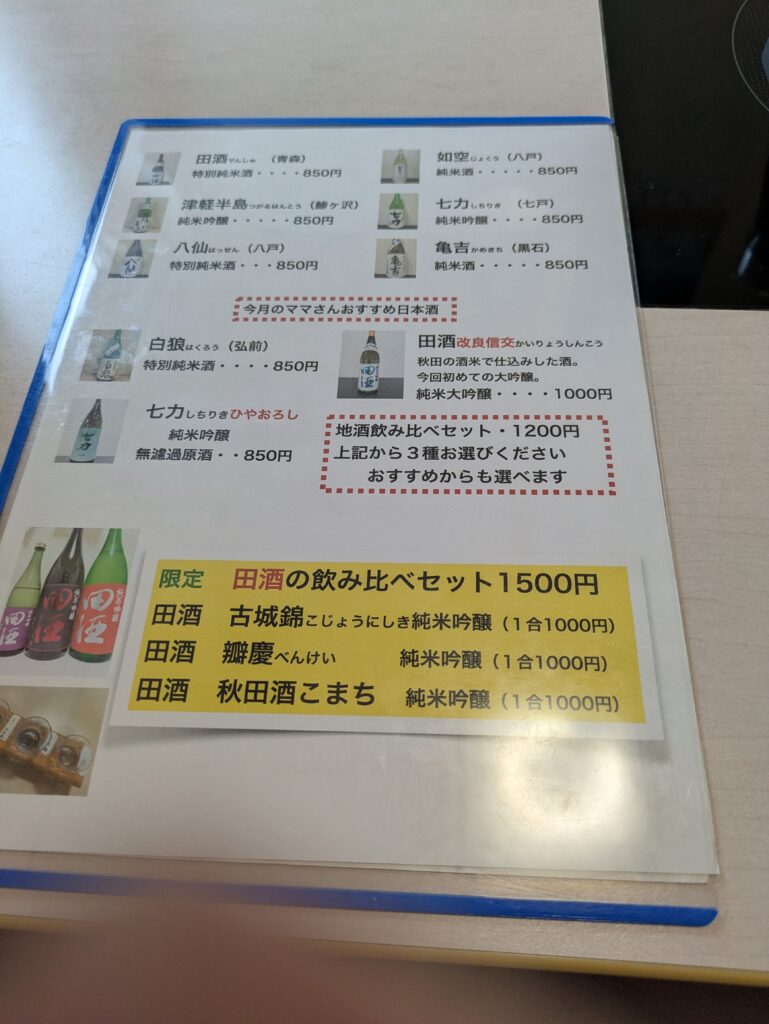 田酒でんしゅ （青森）
特別純米酒・・・・850円
如空じょくう（八戸）
純米酒・・・・・850円
津軽半島つがるはんとう（鰺ヶ沢）
純米吟醸・・・・・850円
七力しちりき （七戸）
純米吟醸・・・・850円
八仙はっせん（八戸）
特別純米酒・・・850円
亀吉かめきち（黒石）
純米酒・・・・・850円
今月のママさんおすすめ日本酒
白狼はくろう（弘前）
特別純米酒・・・・850円
田酒改良信交かいりょうしんこう
秋田の酒米で仕込みした酒。
今回初めての大吟醸。
純米大吟醸・・・・1000円
七力しちりきひやおろし
純米吟醸
無濾過原酒・・850円
地酒飲み比べセット・1200円
上記から３種お選びください
おすすめからも選べます
限定 田酒の飲み比べセット1500円
田酒 古城錦こじょうにしき純米吟醸（１合1000円）
田酒 瓣慶べんけい 純米吟醸（１合1000円）
田酒 秋田酒こまち 純米吟醸（１合1000円）
田酒
田酒
田酒